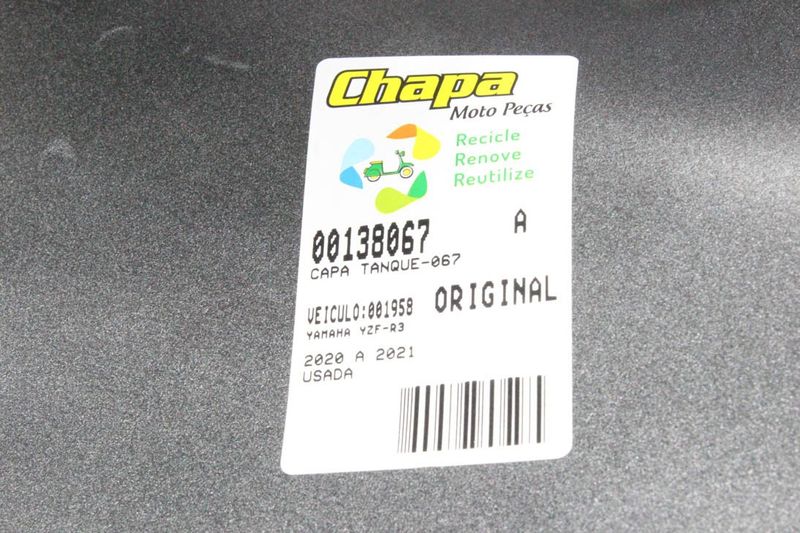 Chapa
Moto Peças
Recicle
Renove
Reutilize
00138067 A
CAPA TANQUE-067
VEICULO:001958 ORIGINAL
YAMAHA YZF-R3
2020 A 2021
USADA